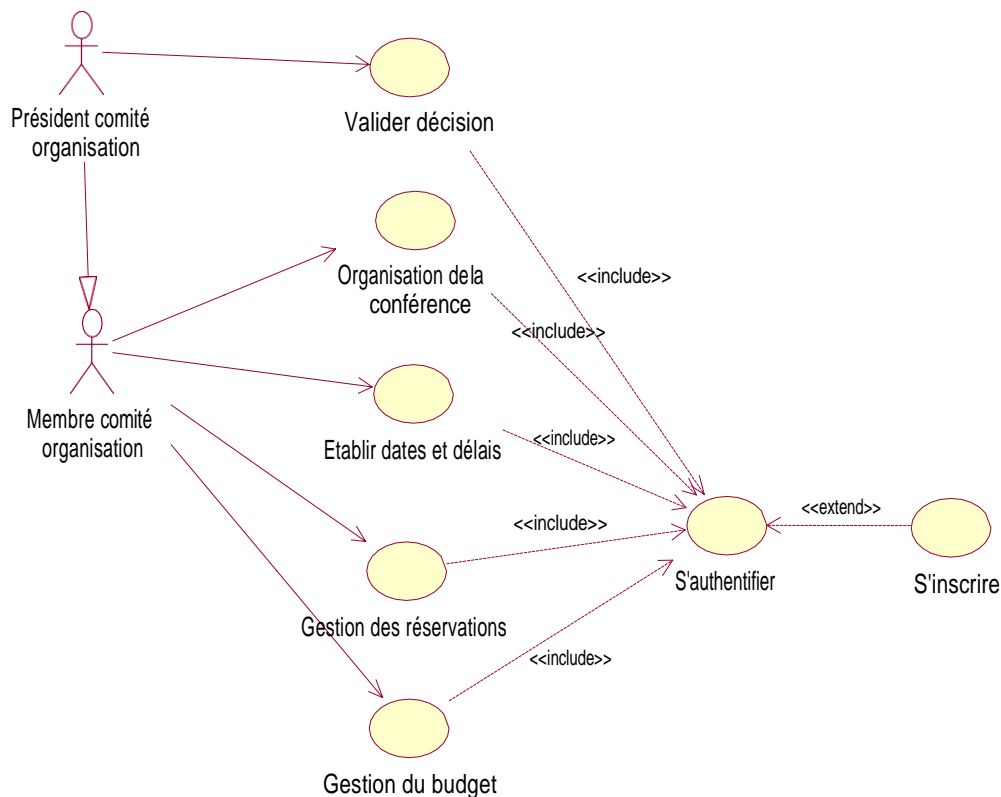 Président comité
organisation
Valider décision
Organisation dela
conférence
<<include>>
<<include>>
Membre comité
organisation
Etablir dates et délais
<<include>>
<<include>>
<<extend>>
S'authentifier
S'inscrire
Gestion des réservations
<<include>>
Gestion du budget